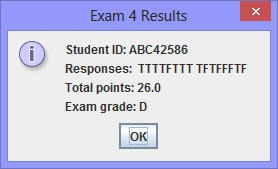 Exam 4 Results
Student ID: ABC42586
Responses: TTTTFTTT TFTFFFTF
Total points: 26.0
Exam grade: D
OK